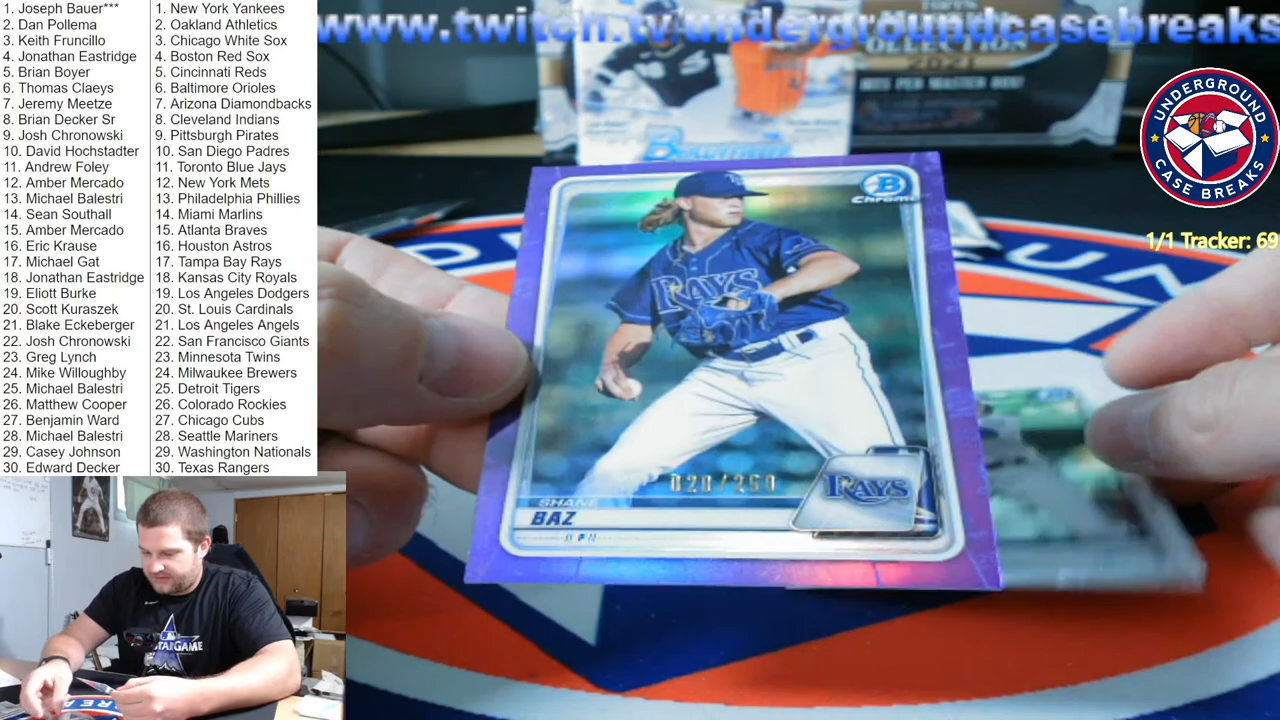 1. Joseph Bauer***
2. Dan Pollema
3. Keith Fruncillo
4. Jonathan Eastridge
5. Brian Boyer
6. Thomas Claeys
7. Jeremy Meetze
8. Brian Decker Sr
9. Josh Chronowski
10. David Hochstadter
11. Andrew Foley
12. Amber Mercado
13. Michael Balestri
14. Sean Southall
15. Amber Mercado
16. Eric Krause
17. Michael Gat
18. Jonathan Eastridge
19. Eliott Burke
20. Scott Kuraszek
21. Blake Eckeberger
22. Josh Chronowski
23. Greg Lynch
24. Mike Willoughby
25. Michael Balestri
26. Matthew Cooper
27. Benjamin Ward
28. Michael Balestri
29. Casey Johnson
30. Edward Decker
1. New York Yankees
2. Oakland Athletics
3. Chicago White Sox
4. Boston Red Sox
5. Cincinnati Reds
6. Baltimore Orioles
7. Arizona Diamondbacks
8. Cleveland Indians
9. Pittsburgh Pirates
10. San Diego Padres
11. Toronto Blue Jays
12. New York Mets
13. Philadelphia Phillies
14. Miami Marlins
15. Atlanta Braves
16. Houston Astros
17. Tampa Bay Rays
18. Kansas City Royals
19. Los Angeles Dodgers
20. St. Louis Cardinals
21. Los Angeles Angels
22. San Francisco Giants
23. Minnesota Twins
24. Milwaukee Brewers
25. Detroit Tigers
26. Colorado Rockies
27. Chicago Cubs
28. Seattle Mariners
29. Washington Nationals
30. Texas Rangers
www.twitch.tv/undergroundcasebreaks
COLLECTION
2021
HITS PER MASTER BOX!
UNDERGROUND
CASE BREAKS
1/1 Tracker: 69
B
Chrome
RAYS
028/250
RAYS
SHANE
BAZ
P